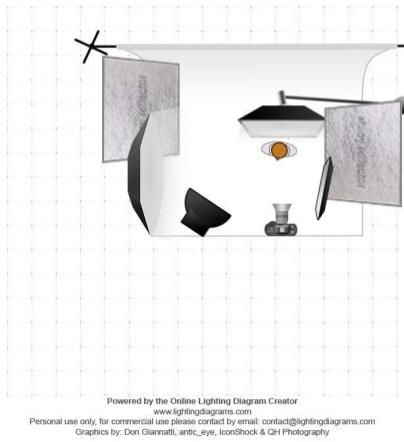 Powered by the Online Lighting Diagram Creator
www.lightingdiagrams.com
Personal use only, for commercial use please contact by email: contact@lightingdiagrams.com
Graphics by: Don Giannatti, antic_eye, IconShock & QH Photography